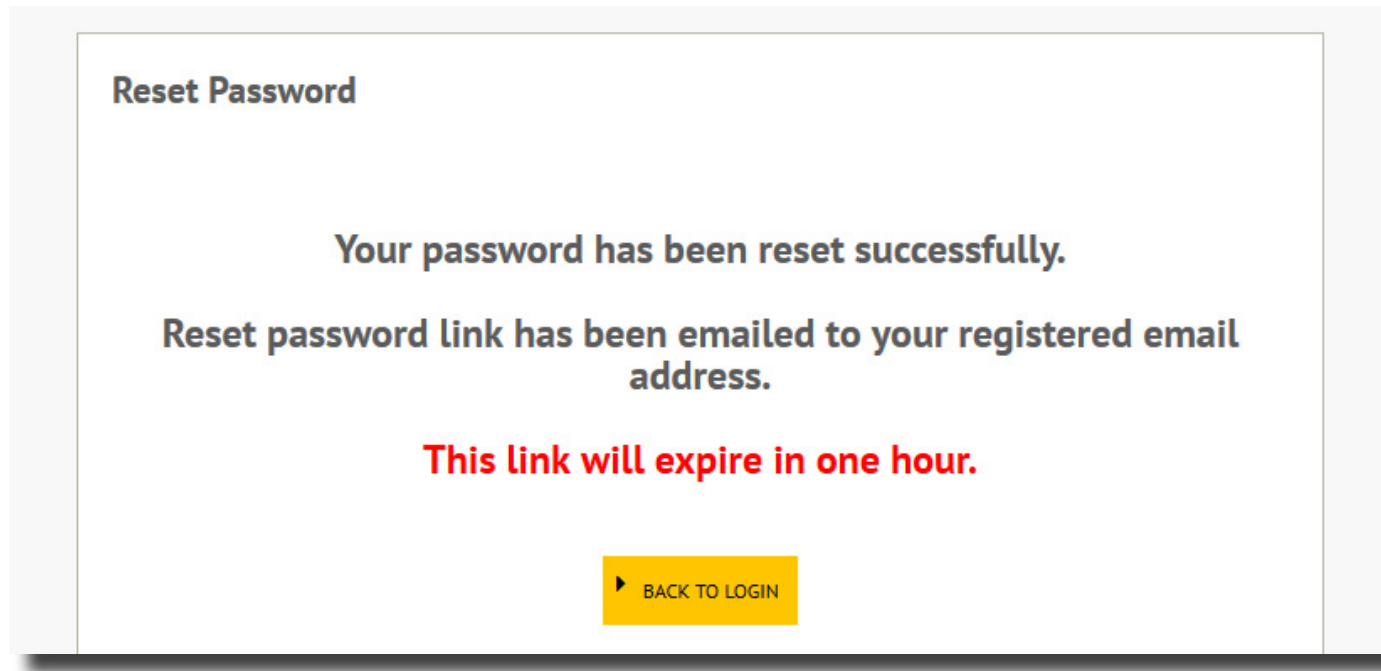 Reset Password
Your password has been reset successfully.
Reset password link has been emailed to your registered email
address.
This link will expire in one hour.
BACK TO LOGIN